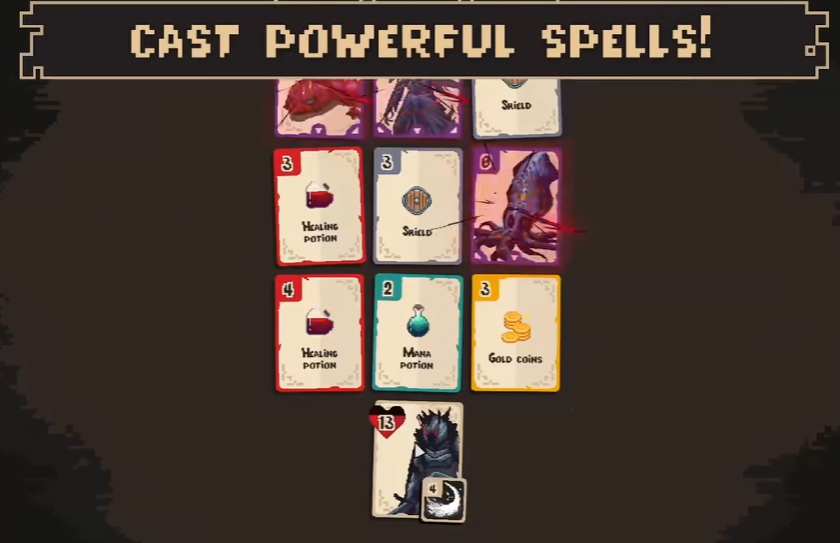 CAST POWERFUL SPELLS!
SHIELD
3
HEALING
POTION
3
SHIELD
0
4
HEALING
POTION
2
MANA
POTION
3
GOLD COINS
13
4